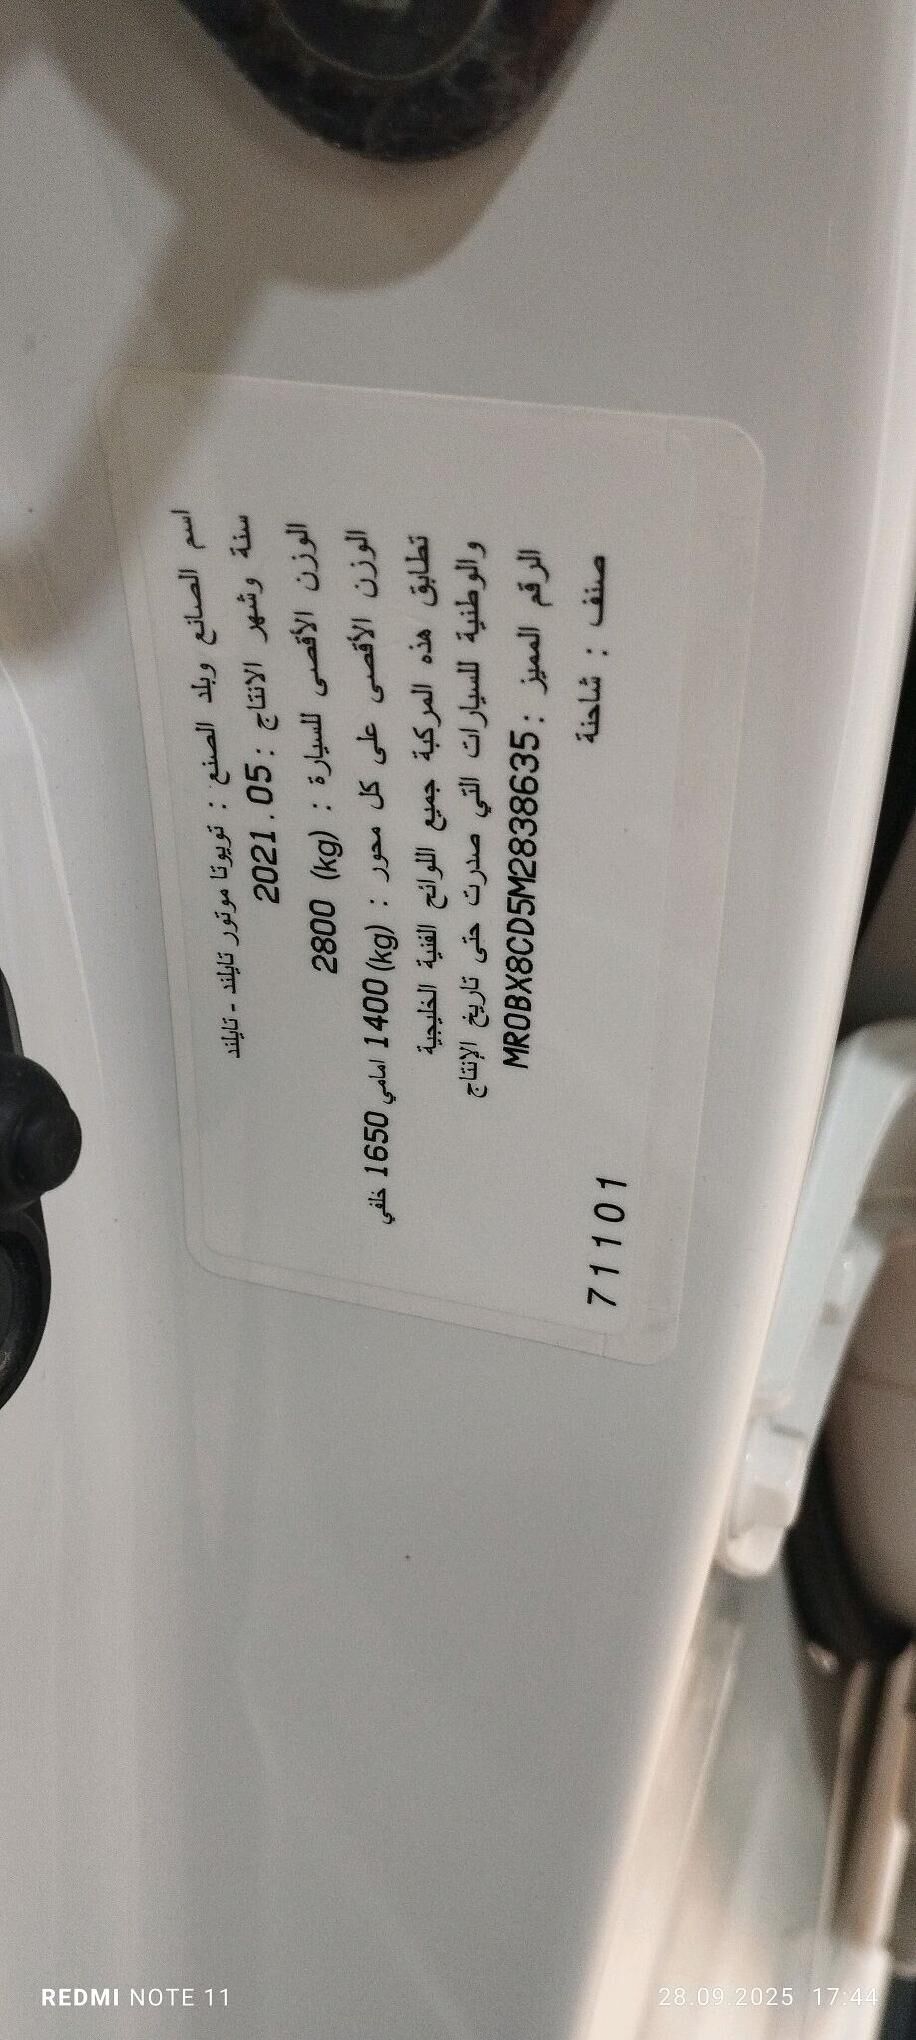 اسم الصانع وبلد الصنع : تويوتا موتور تايلند - تايلند
سنة وشهر الانتاج : 2021.05
الوزن الأقصى للسيارة : 2800 (kg)
الوزن الأقصى على كل محور : (kg) 1400 امامي 1650 خلفي
تطابق هذه المركبة جميع اللوائح الفنية الخليجية
والوطنية للسيارات التي صدرت حتى تاريخ الإنتاج
الرقم المميز : MR0BX8CD5M2838635
صنف : شاحنة
71101
REDMI NOTE 11
28.09.2025 17:44